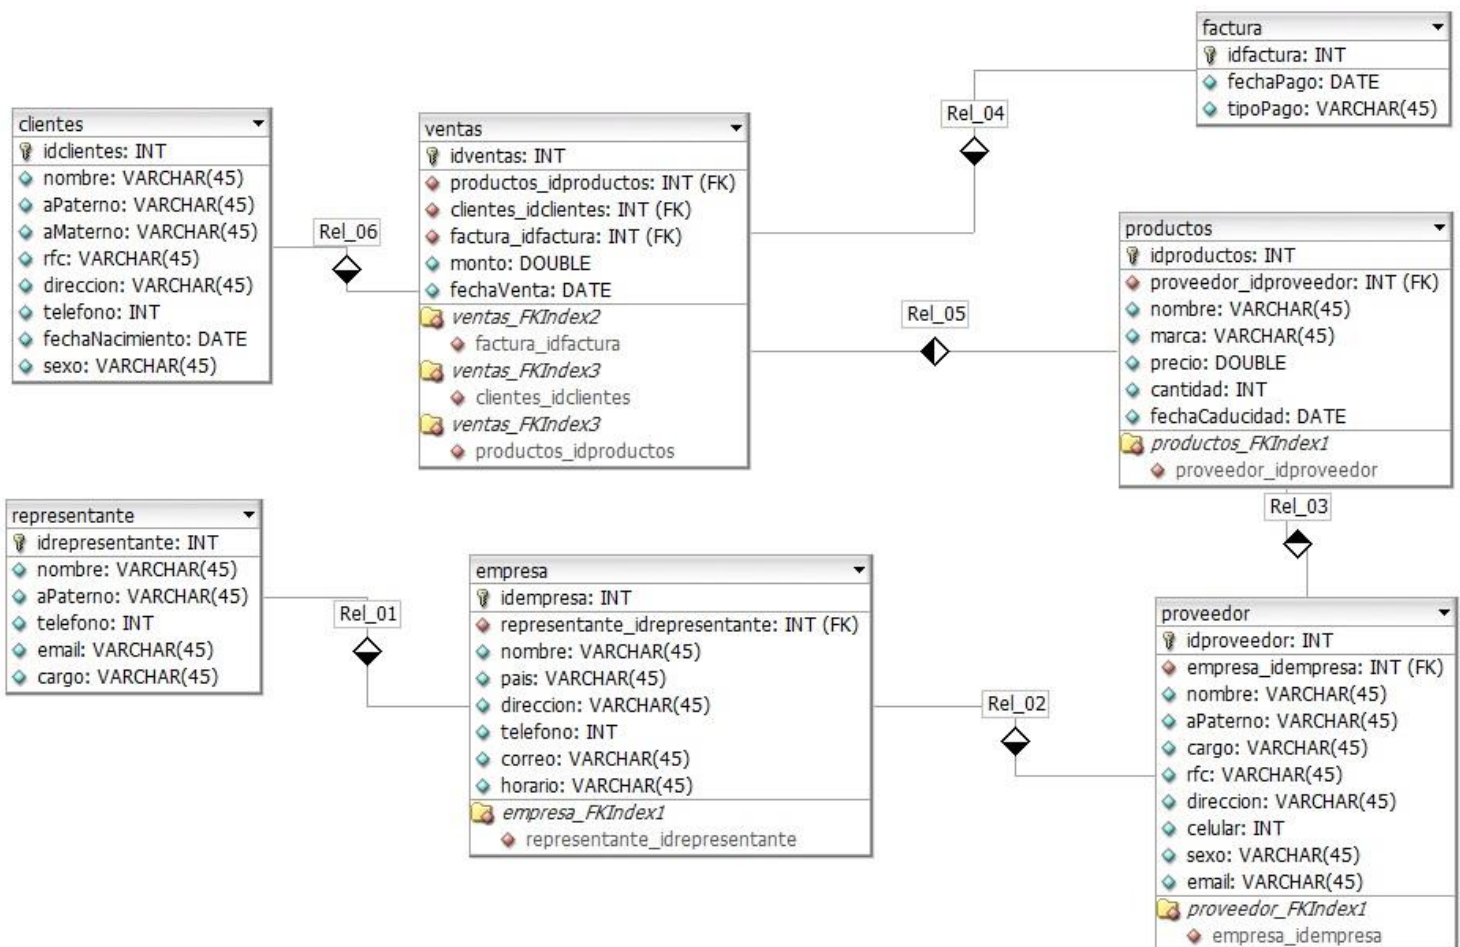 factura
idfactura: INT
fechaPago: DATE
tipoPago: VARCHAR(45)
Rel_04
clientes
idclientes: INT
nombre: VARCHAR(45)
aPaterno: VARCHAR(45)
aMaterno: VARCHAR(45)
rfc: VARCHAR(45)
direccion: VARCHAR(45)
telefono: INT
fechaNacimiento: DATE
sexo: VARCHAR(45)
Rel_06
ventas
idventas: INT
productos_idproductos: INT (FK)
clientes_idclientes: INT (FK)
factura_idfactura: INT (FK)
monto: DOUBLE
fechaVenta: DATE
ventas_FKIndex2
factura_idfactura
ventas_FKIndex3
clientes_idclientes
ventas_FKIndex3
productos_idproductos
Rel_05
productos
idproductos: INT
proveedor_idproveedor: INT (FK)
nombre: VARCHAR(45)
marca: VARCHAR(45)
precio: DOUBLE
cantidad: INT
fechaCaducidad: DATE
productos_FKIndex1
proveedor_idproveedor
Rel_03
representante
idrepresentante: INT
nombre: VARCHAR(45)
aPaterno: VARCHAR(45)
telefono: INT
email: VARCHAR(45)
cargo: VARCHAR(45)
Rel_01
empresa
idempresa: INT
representante_idrepresentante: INT (FK)
nombre: VARCHAR(45)
pais: VARCHAR(45)
direccion: VARCHAR(45)
telefono: INT
correo: VARCHAR(45)
horario: VARCHAR(45)
empresa_FKIndex1
representante_idrepresentante
Rel_02
proveedor
idproveedor: INT
empresa_idempresa: INT (FK)
nombre: VARCHAR(45)
aPaterno: VARCHAR(45)
cargo: VARCHAR(45)
rfc: VARCHAR(45)
direccion: VARCHAR(45)
celular: INT
sexo: VARCHAR(45)
email: VARCHAR(45)
proveedor_FKIndex1
empresa_idempresa